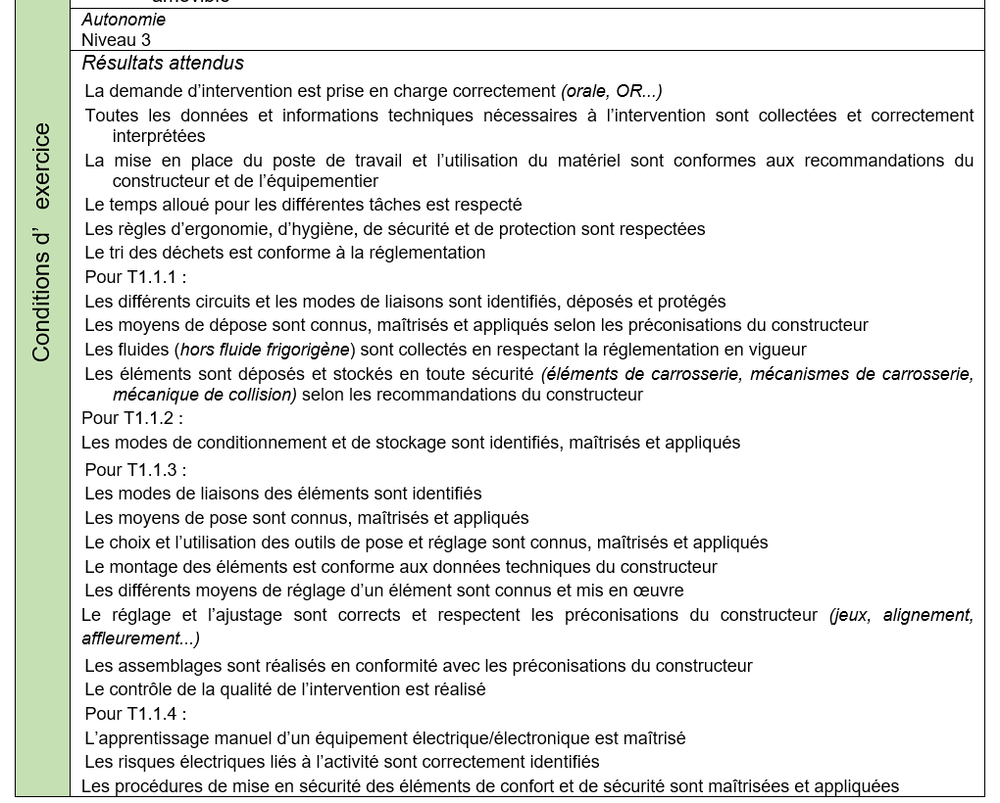 amovible
Autonomie
Niveau 3
Résultats attendus
La demande d’intervention est prise en charge correctement (orale, OR...)
Toutes les données et informations techniques nécessaires à l’intervention sont collectées et correctement
interprétées
La mise en place du poste de travail et l’utilisation du matériel sont conformes aux recommandations du
constructeur et de l’équipementier
Le temps alloué pour les différentes tâches est respecté
Les règles d’ergonomie, d’hygiène, de sécurité et de protection sont respectées
Le tri des déchets est conforme à la réglementation
Pour T1.1.1 :
Les différents circuits et les modes de liaisons sont identifiés, déposés et protégés
Les moyens de dépose sont connus, maîtrisés et appliqués selon les préconisations du constructeur
Les fluides (hors fluide frigorigène) sont collectés en respectant la réglementation en vigueur
Les éléments sont déposés et stockés en toute sécurité (éléments de carrosserie, mécanismes de carrosserie,
mécanique de collision) selon les recommandations du constructeur
Pour T1.1.2 :
Les modes de conditionnement et de stockage sont identifiés, maîtrisés et appliqués
Pour T1.1.3 :
Les modes de liaisons des éléments sont identifiés
Les moyens de pose sont connus, maîtrisés et appliqués
Le choix et l’utilisation des outils de pose et réglage sont connus, maîtrisés et appliqués
Le montage des éléments est conforme aux données techniques du constructeur
Les différents moyens de réglage d’un élément sont connus et mis en œuvre
Le réglage et l’ajustage sont corrects et respectent les préconisations du constructeur (jeux, alignement,
affleurement...)
Les assemblages sont réalisés en conformité avec les préconisations du constructeur
Le contrôle de la qualité de l’intervention est réalisé
Pour T1.1.4 :
L’apprentissage manuel d’un équipement électrique/électronique est maîtrisé
Les risques électriques liés à l’activité sont correctement identifiés
Les procédures de mise en sécurité des éléments de confort et de sécurité sont maîtrisées et appliquées
Conditions d’ exercice